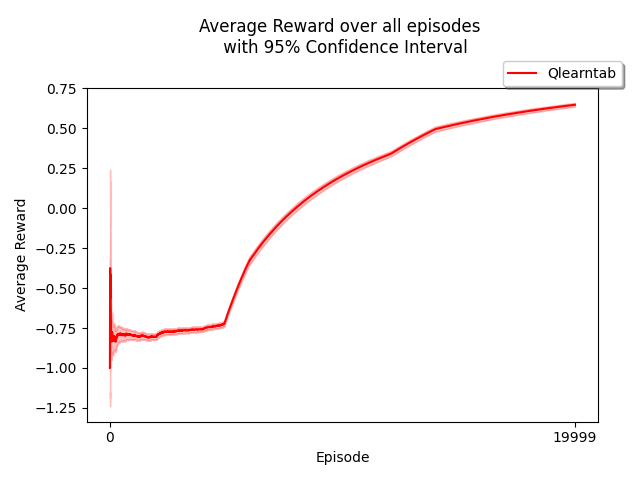 Average Reward over all episodes
with 95% Confidence Interval
Qlearntab
0.75
0.50
0.25
0.00
−0.25
−0.50
−0.75
−1.00
−1.25
Average Reward
0 19999
Episode